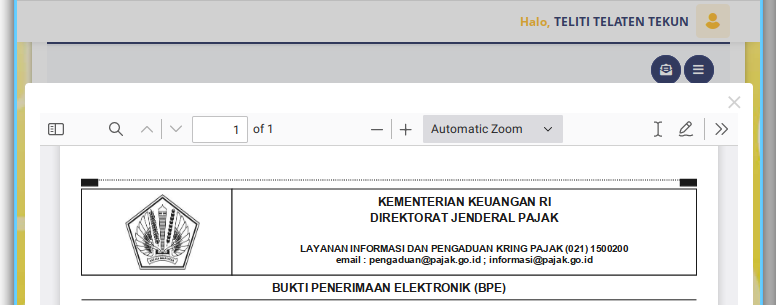 Halo, TELITI TELATEN TEKUN
1 of 1
Automatic Zoom
KEMENTERIAN KEUANGAN RI
DIREKTORAT JENDERAL PAJAK
LAYANAN INFORMASI DAN PENGADUAN KRING PAJAK (021) 1500200
email : pengaduan@pajak.go.id ; informasi@pajak.go.id
BUKTI PENERIMAAN ELEKTRONIK (BPE)